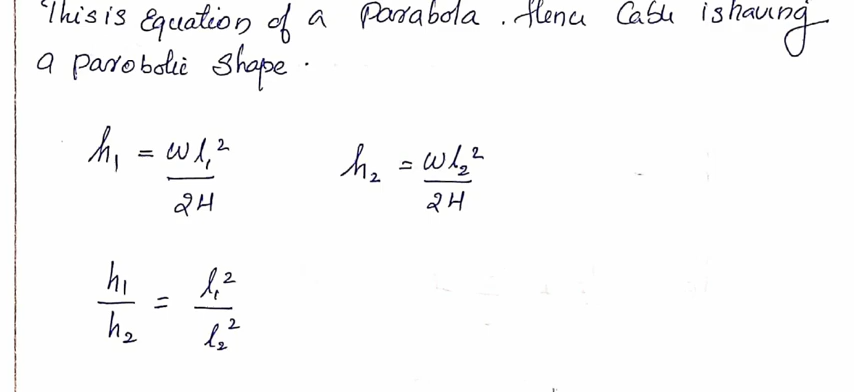 This is Equation of a Parabola. Hence Cable is having
a parobolic shape.
h₁ = wl₁²/2H h₂ = wl₂²/2H
h₁/h₂ = l₁²/l₂²